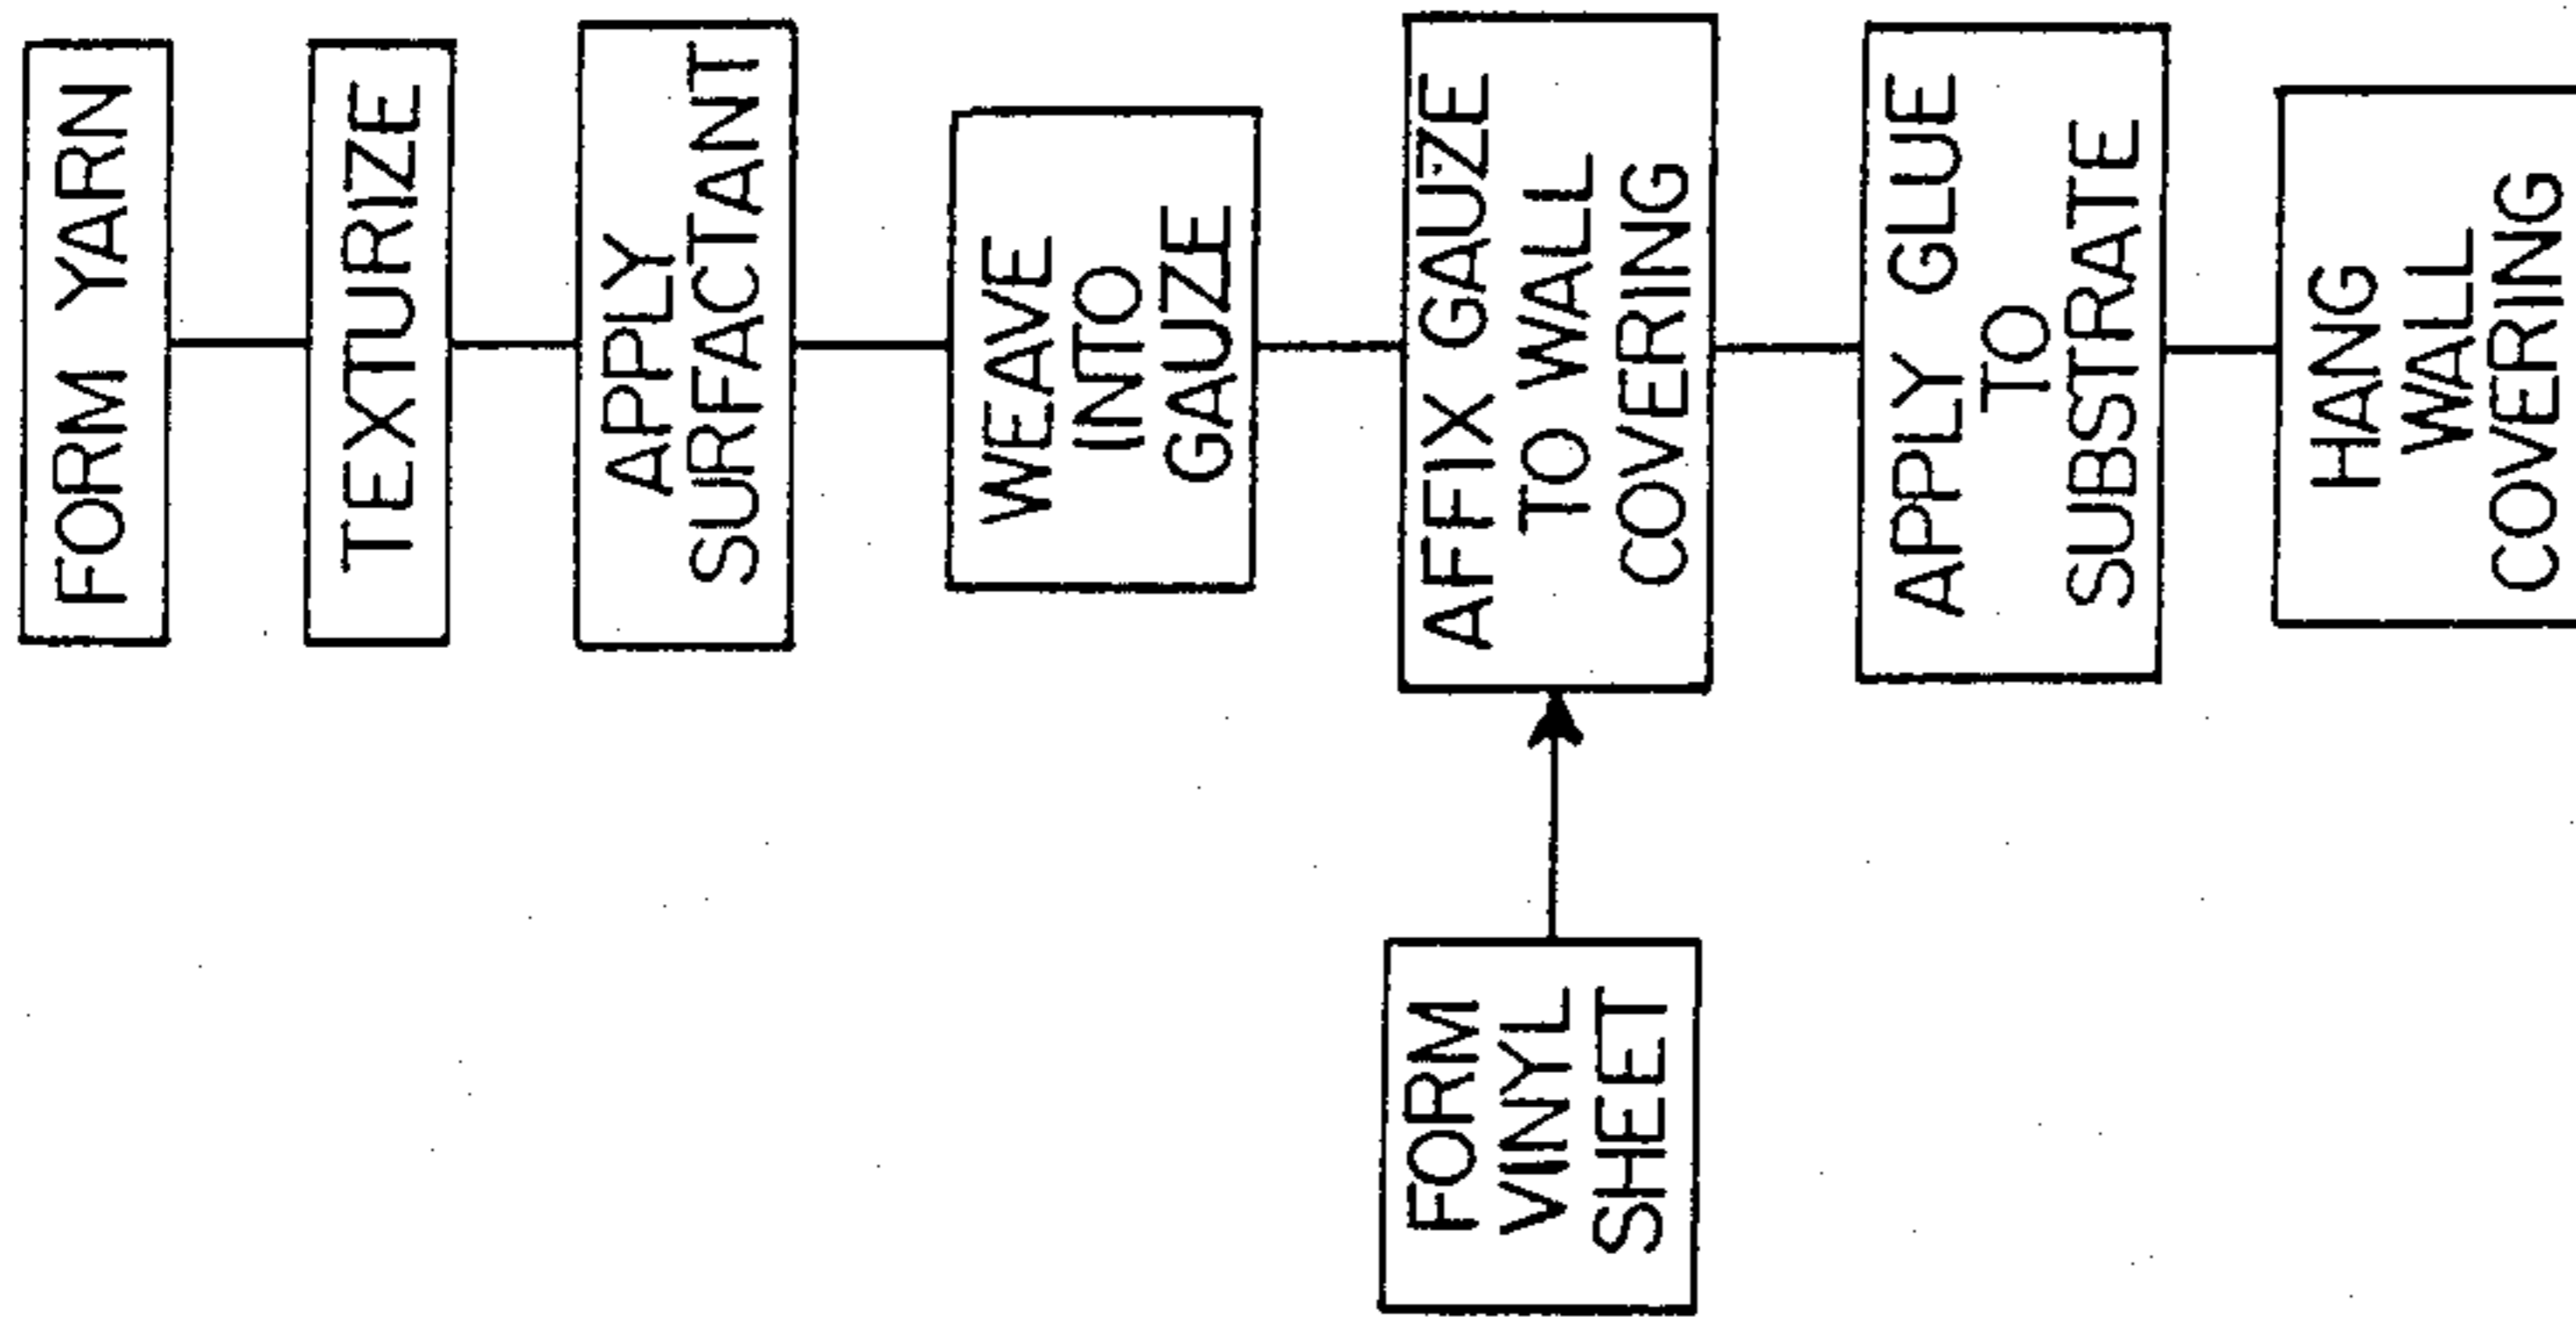 FORM YARN
TEXTURIZE
APPLY
SURFACTANT
WEAVE
INTO
GAUZE
AFFIX GAUZE
TO WALL
COVERING
APPLY GLUE
TO
SUBSTRATE
HANG
WALL
COVERING
FORM
VINYL
SHEET